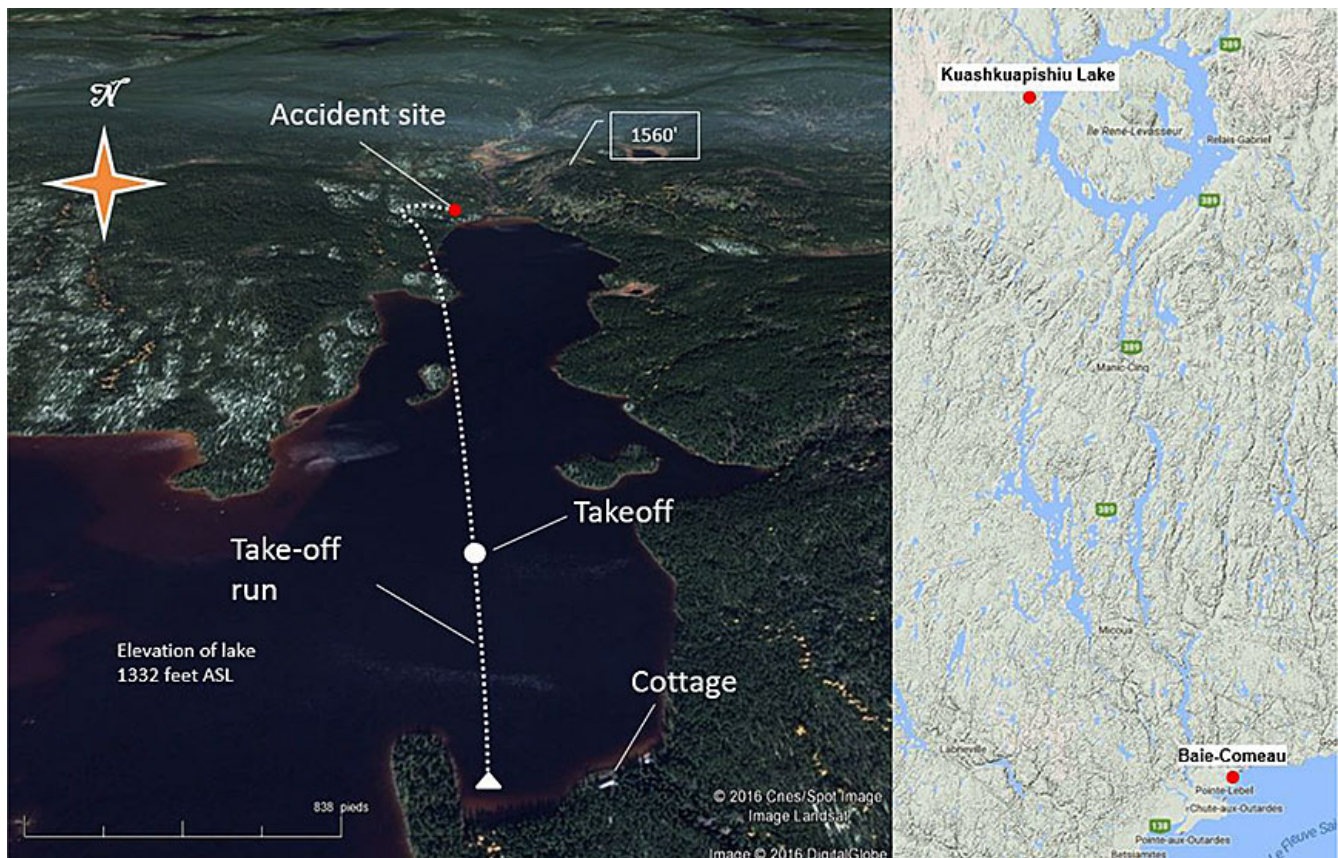 N
Accident site
1560'
Takeoff
Take-off
run
Elevation of lake
1332 feet ASL
Cottage
838 pieds
© 2016 Cnes/Spot Image
Image Landsat
Image © 2016 DigitalGlobe
389
Kuashkuapishiu Lake
Île René-Levasseur
Relais-Gabriel
389
389
Manic-Cinq
389
Micoua
Labrieville
Baie-Comeau
Pointe-Lebel
Chute-aux-Outardes
138
Pointe-aux-Outardes
Betsiamites
Le Fleuve